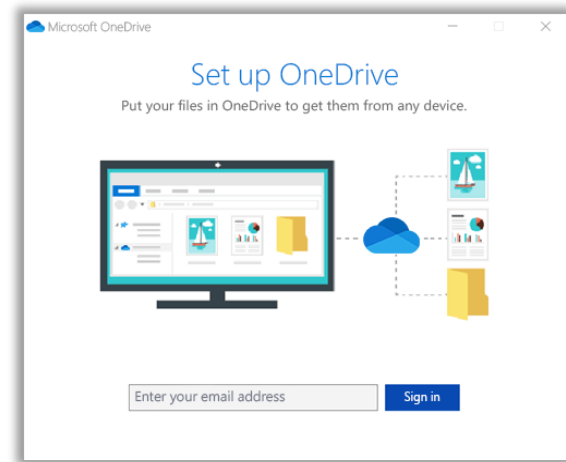 Microsoft OneDrive
Set up OneDrive
Put your files in OneDrive to get them from any device.
Enter your email address
Sign in